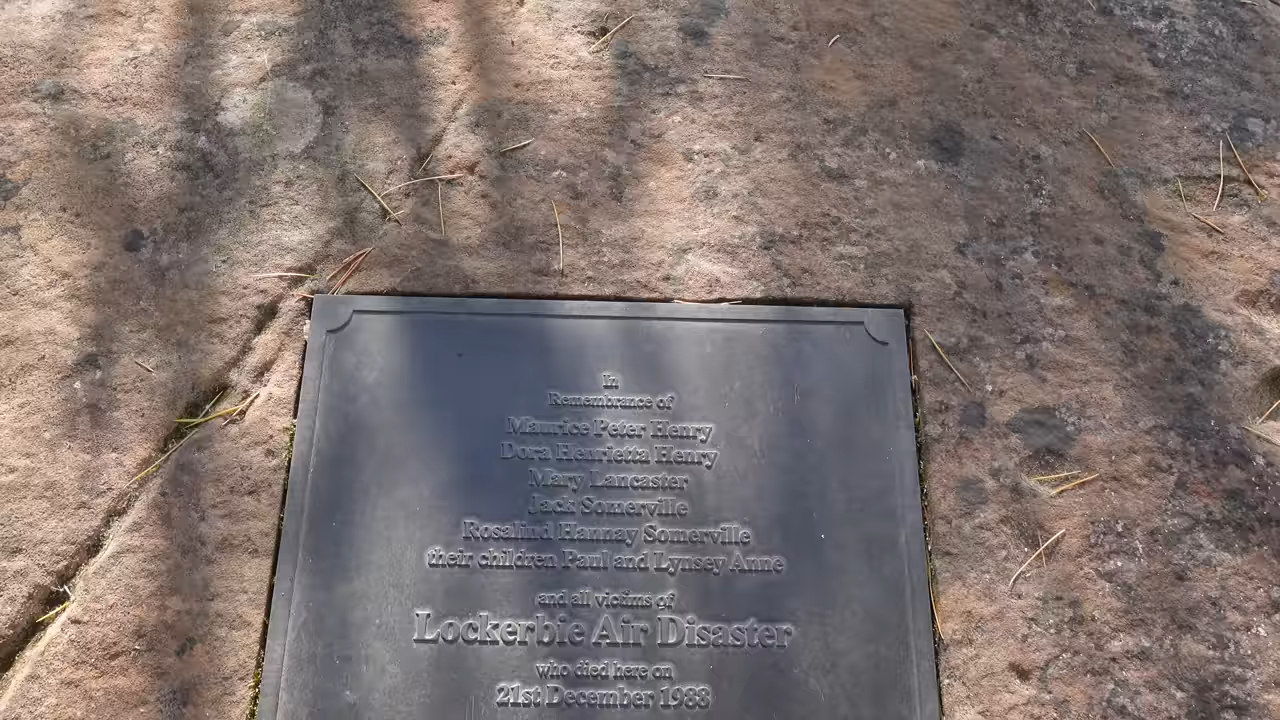 In
Remembrance of
Maurice Peter Henry
Dora Henrietta Henry
Mary Lancaster
Jack Somerville
Rosalind Hannay Somerville
their children Paul and Lynsey Anne
and all victims of
Lockerbie Air Disaster
who died here on
21st December 1988